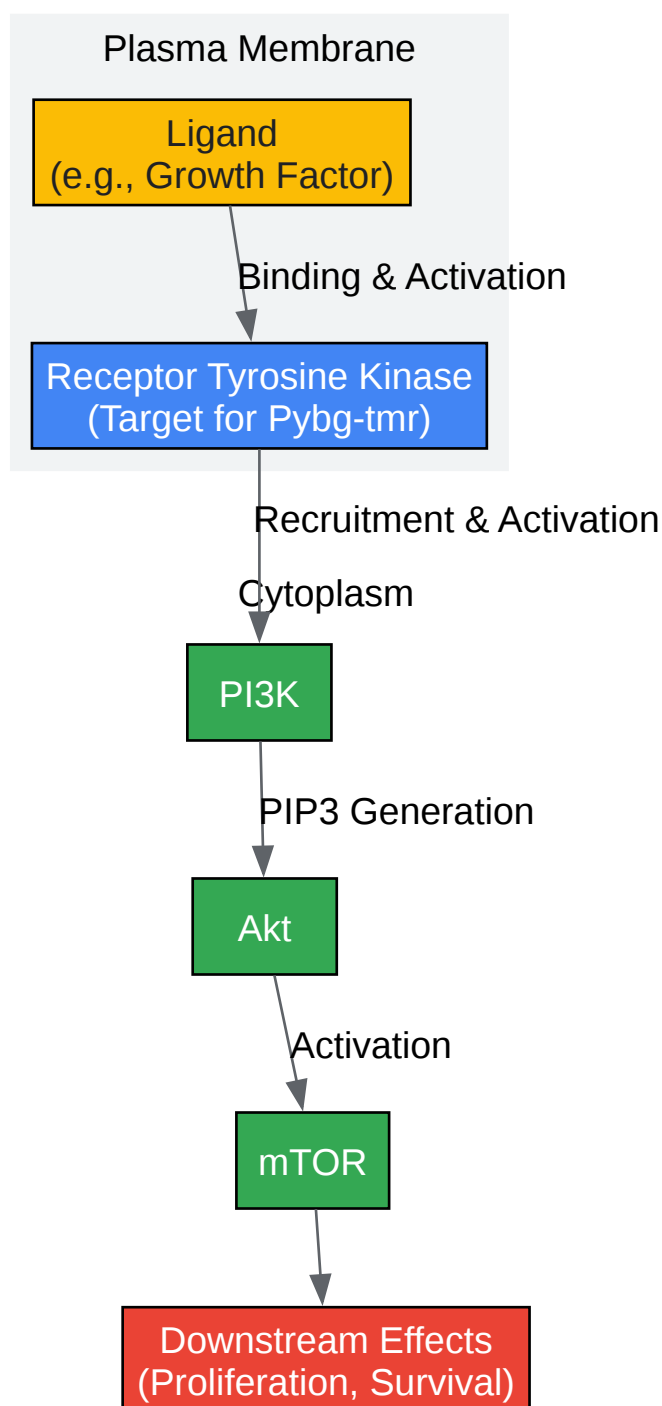 Plasma Membrane
Ligand
(e.g., Growth Factor)
Binding & Activation
Receptor Tyrosine Kinase
(Target for Pybg-tmr)
Recruitment & Activation
Cytoplasm
PI3K
PIP3 Generation
Akt
Activation
mTOR
Downstream Effects
(Proliferation, Survival)